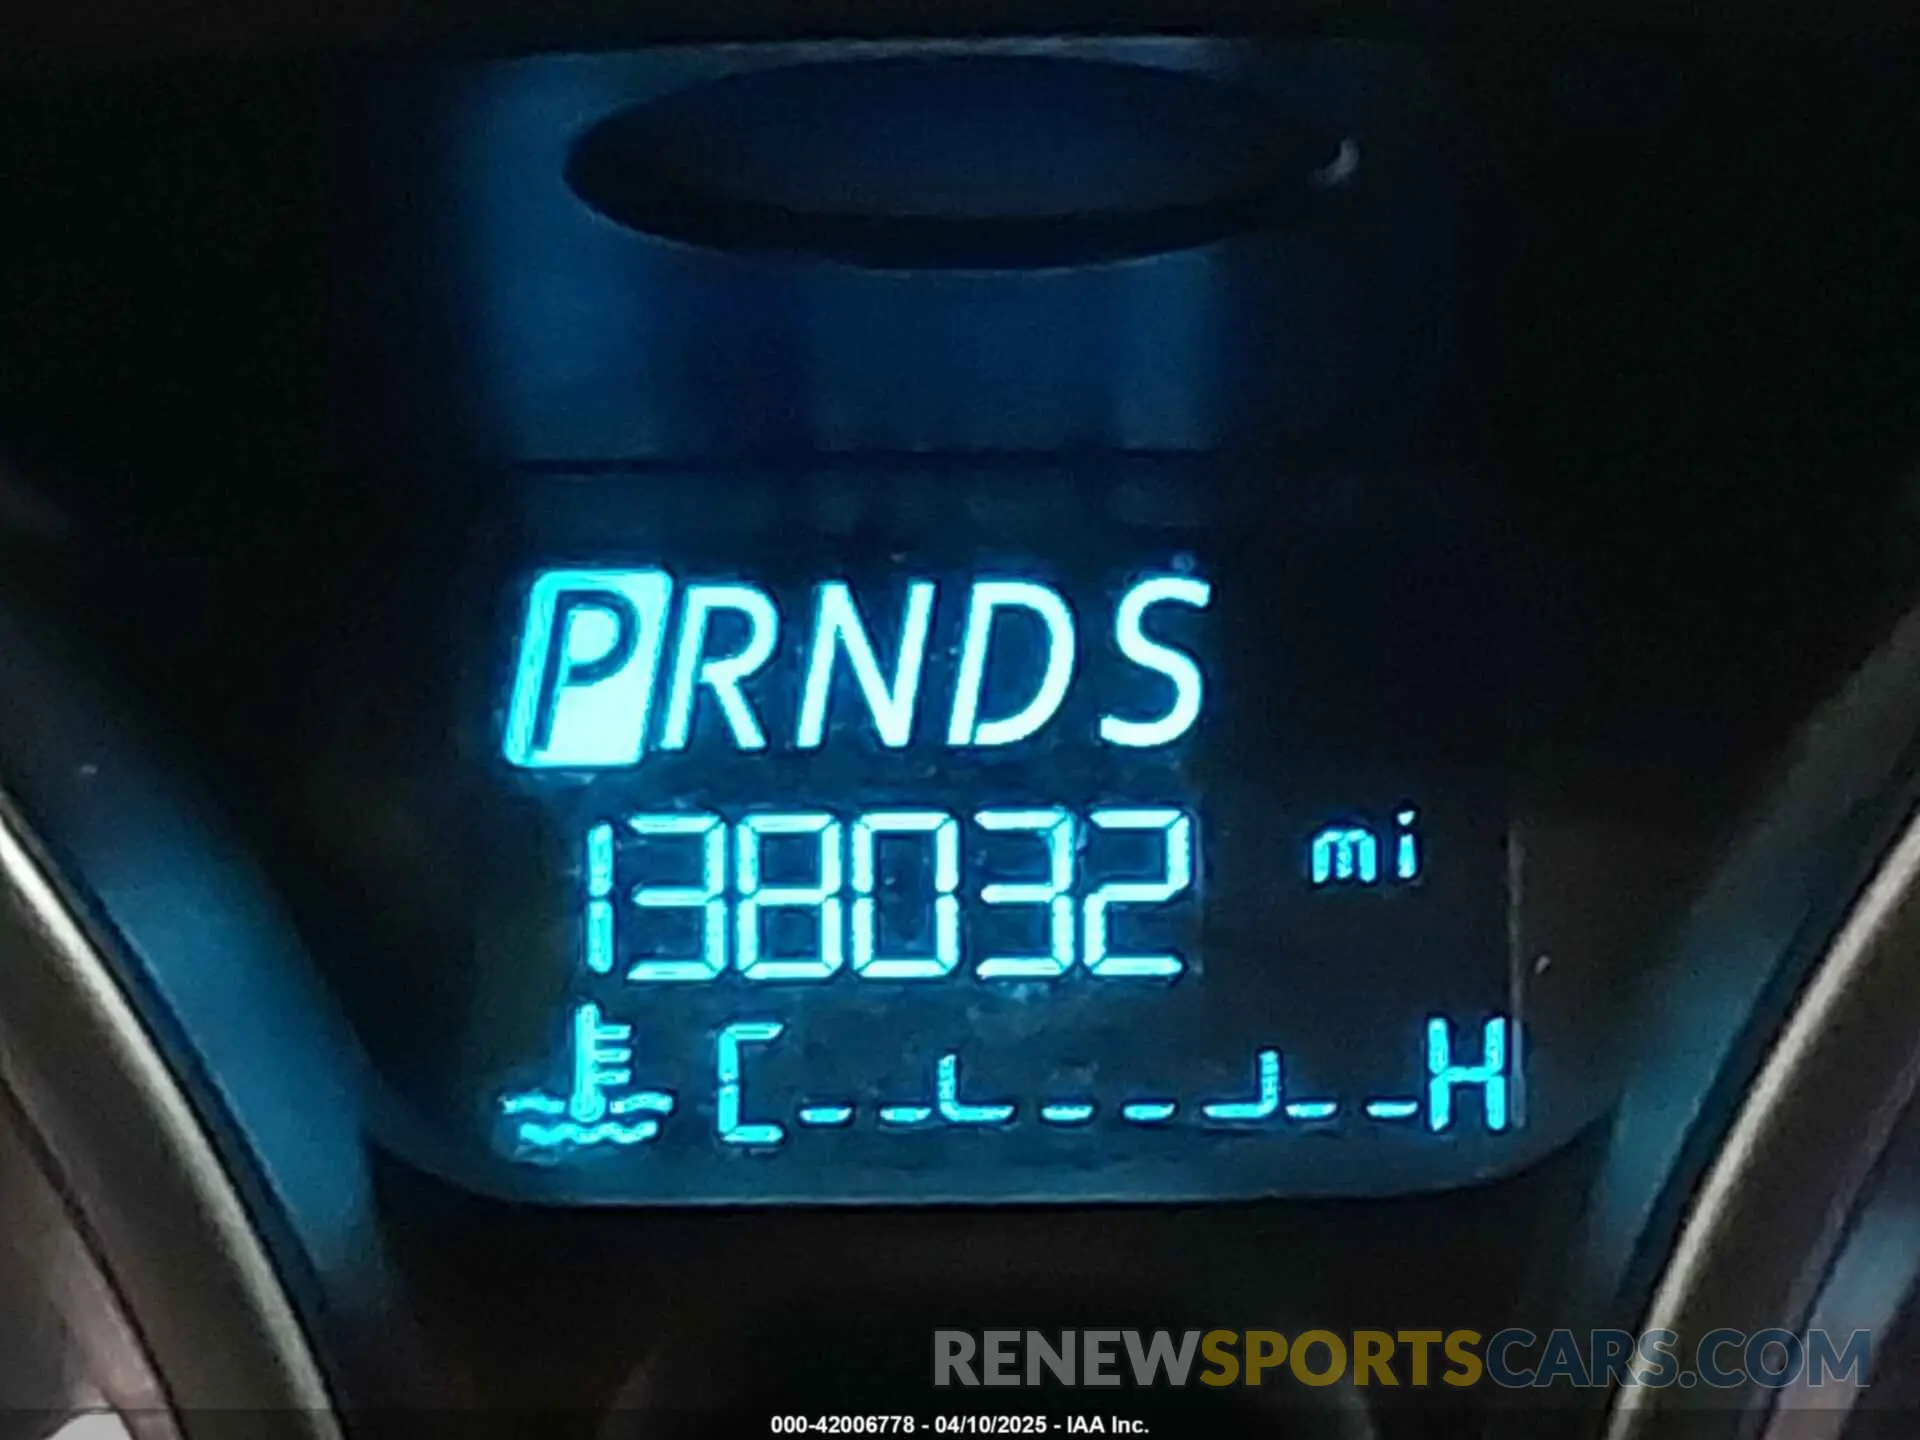 PRNDS
138032 mi
C H
RENEWSPORTSCARS.COM
000-42006778 - 04/10/2025 - IAA Inc.